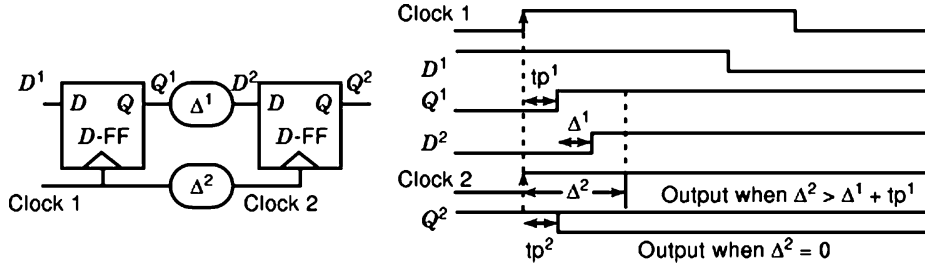 D¹ Q¹ D² Q²
D Q Δ¹ D Q
D-FF D-FF
Δ²
Clock 1 Clock 2
Clock 1
D¹
tp¹
Q¹
Δ¹
D²
Clock 2
Δ² Output when Δ² > Δ¹ + tp¹
Q²
tp² Output when Δ² = 0